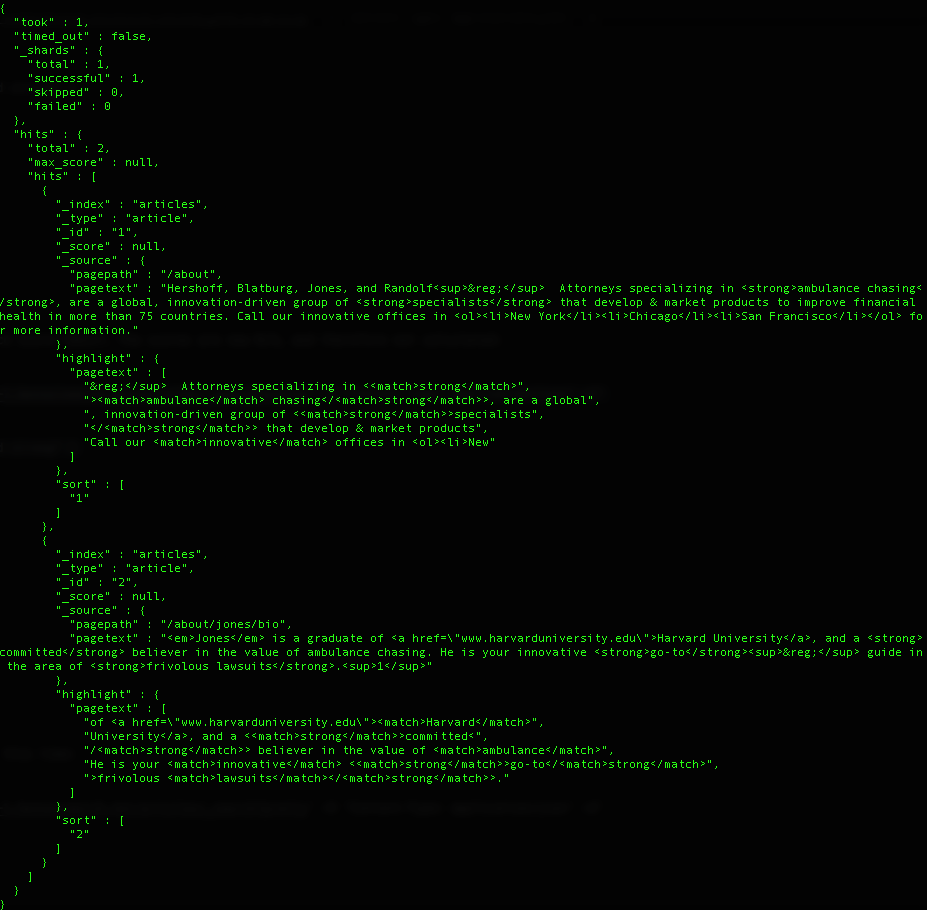 {
  "took" : 1,
  "timed_out" : false,
  "_shards" : {
    "total" : 1,
    "successful" : 1,
    "skipped" : 0,
    "failed" : 0
  },
  "hits" : {
    "total" : 2,
    "max_score" : null,
    "hits" : [
      {
        "_index" : "articles",
        "_type" : "article",
        "_id" : "1",
        "_score" : null,
        "_source" : {
          "pagepath" : "/about",
          "pagetext" : "Hershoff, Blatburg, Jones, and Randolf<sup>&reg;</sup>  Attorneys specializing in <strong>ambulance chasing<
/strong>, are a global, innovation-driven group of <strong>specialists</strong> that develop & market products to improve financial
health in more than 75 countries. Call our innovative offices in <ol><li>New York</li><li>Chicago</li><li>San Francisco</li></ol> fo
r more information."
        },
        "highlight" : {
          "pagetext" : [
            "&reg;</sup>  Attorneys specializing in <<match>strong</match>",
            "><match>ambulance</match> chasing</<match>strong</match>>, are a global",
            ", innovation-driven group of <<match>strong</match>>specialists",
            "</<match>strong</match>> that develop & market products",
            "Call our <match>innovative</match> offices in <ol><li>New"
          ]
        },
        "sort" : [
          "1"
        ]
      },
      {
        "_index" : "articles",
        "_type" : "article",
        "_id" : "2",
        "_score" : null,
        "_source" : {
          "pagepath" : "/about/jones/bio",
          "pagetext" : "<em>Jones</em> is a graduate of <a href=\"www.harvarduniversity.edu\">Harvard University</a>, and a <strong>
committed</strong> believer in the value of ambulance chasing. He is your innovative <strong>go-to</strong><sup>&reg;</sup> guide in
 the area of <strong>frivolous lawsuits</strong>.<sup>1</sup>"
        },
        "highlight" : {
          "pagetext" : [
            "of <a href=\"www.harvarduniversity.edu\"><match>Harvard</match>",
            "University</a>, and a <<match>strong</match>>committed<",
            "/<match>strong</match>> believer in the value of <match>ambulance</match>",
            "He is your <match>innovative</match> <<match>strong</match>>go-to</<match>strong</match>",
            ">frivolous <match>lawsuits</match></<match>strong</match>>."
          ]
        },
        "sort" : [
          "2"
        ]
      }
    ]
  }
}